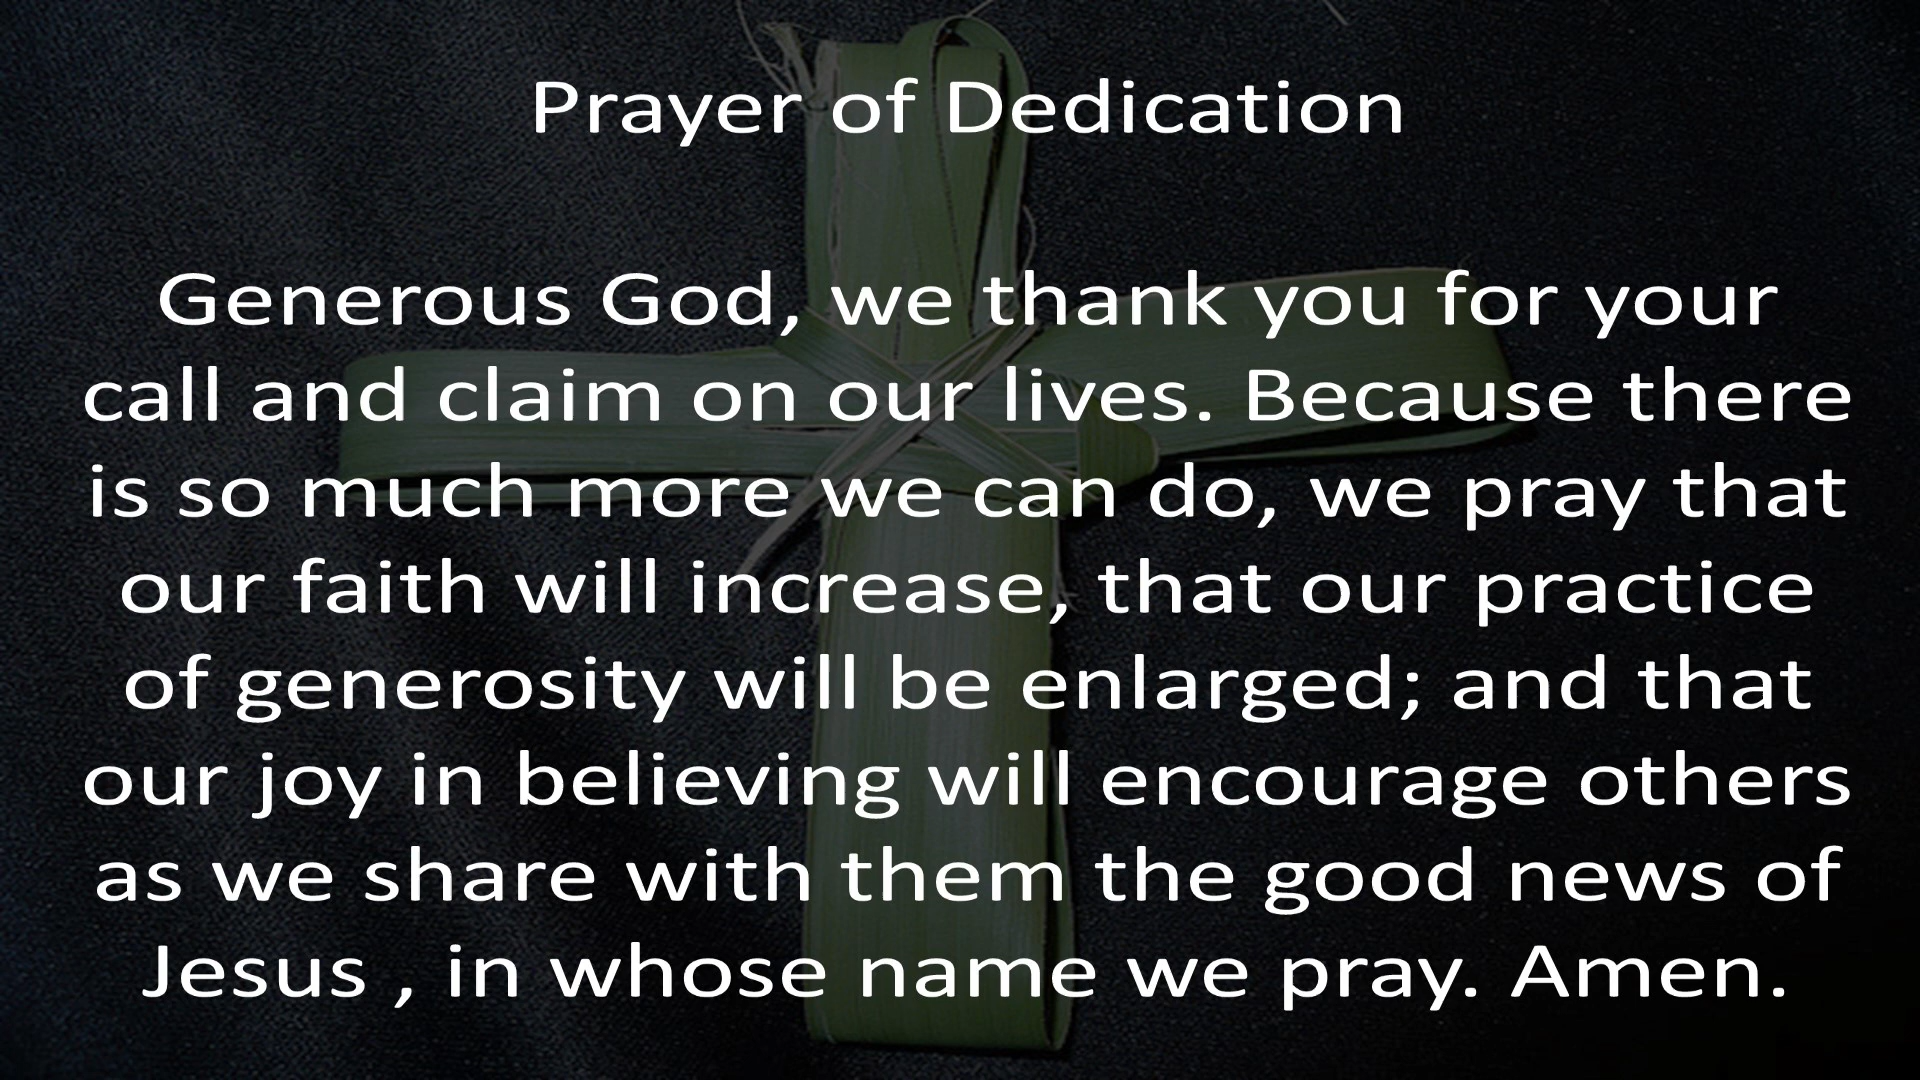 Prayer of Dedication
Generous God, we thank you for your
call and claim on our lives. Because there
is so much more we can do, we pray that
our faith will increase, that our practice
of generosity will be enlarged; and that
our joy in believing will encourage others
as we share with them the good news of
Jesus , in whose name we pray. Amen.